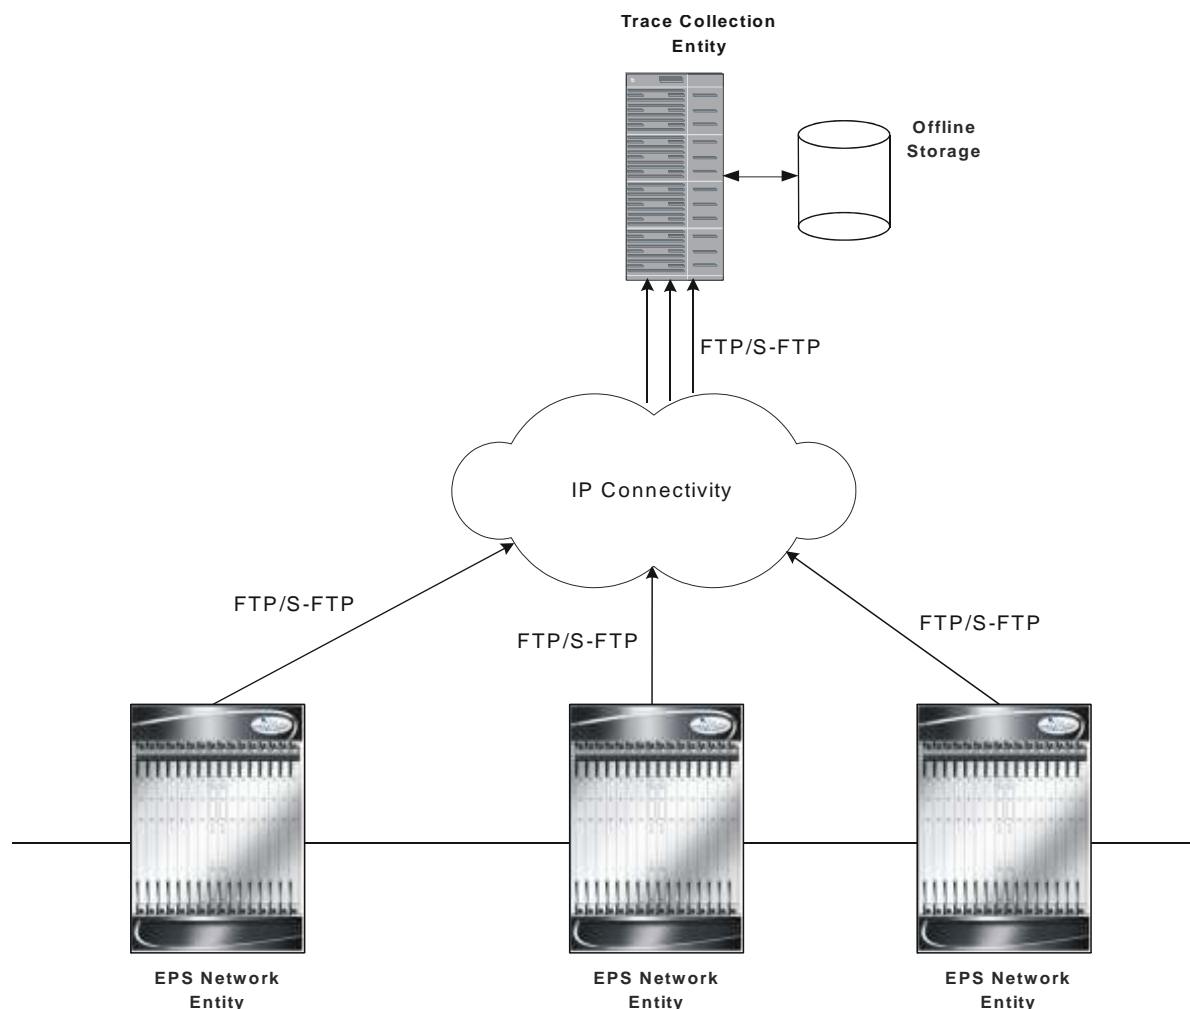 Trace Collection
Entity
Offline
Storage
FTP/S-FTP
IP Connectivity
FTP/S-FTP
FTP/S-FTP
FTP/S-FTP
EPS Network
Entity
EPS Network
Entity
EPS Network
Entity